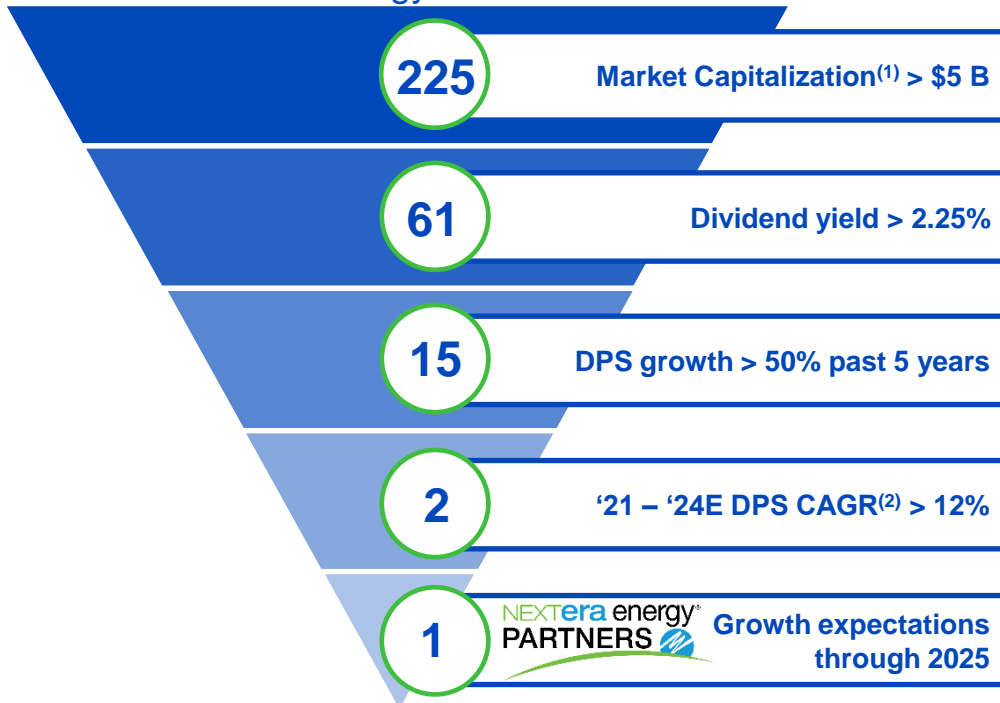 225
Market Capitalization(1) > $5 B
61
Dividend yield > 2.25%
15
DPS growth > 50% past 5 years
2
‘21 – ‘24E DPS CAGR(2) > 12%
1
NEXTera energy®
PARTNERS
Growth expectations
through 2025